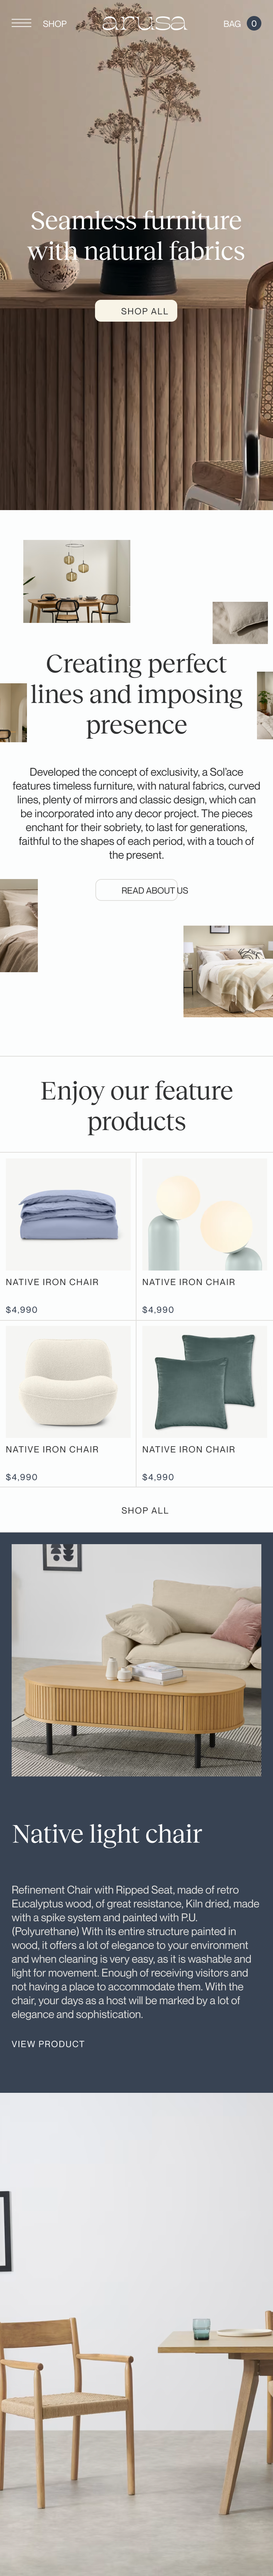 SHOP
arusa
BAG 0
Seamless furniture
with natural fabrics
SHOP ALL
Creating perfect
lines and imposing
presence
Developed the concept of exclusivity, a Sol'ace
features timeless furniture, with natural fabrics, curved
lines, plenty of mirrors and classic design, which can
be incorporated into any decor project. The pieces
enchant for their sobriety, to last for generations,
faithful to the shapes of each period, with a touch of
the present.
READ ABOUT US
Enjoy our feature
products
NATIVE IRON CHAIR
NATIVE IRON CHAIR
$4,990
$4,990
NATIVE IRON CHAIR
NATIVE IRON CHAIR
$4,990
$4,990
SHOP ALL
Native light chair
Refinement Chair with Ripped Seat, made of retro
Eucalyptus wood, of great resistance, Kiln dried, made
with a spike system and painted with P.U.
(Polyurethane) With its entire structure painted in
wood, it offers a lot of elegance to your environment
and when cleaning is very easy, as it is washable and
light for movement. Enough of receiving visitors and
not having a place to accommodate them. With the
chair, your days as a host will be marked by a lot of
elegance and sophistication.
VIEW PRODUCT